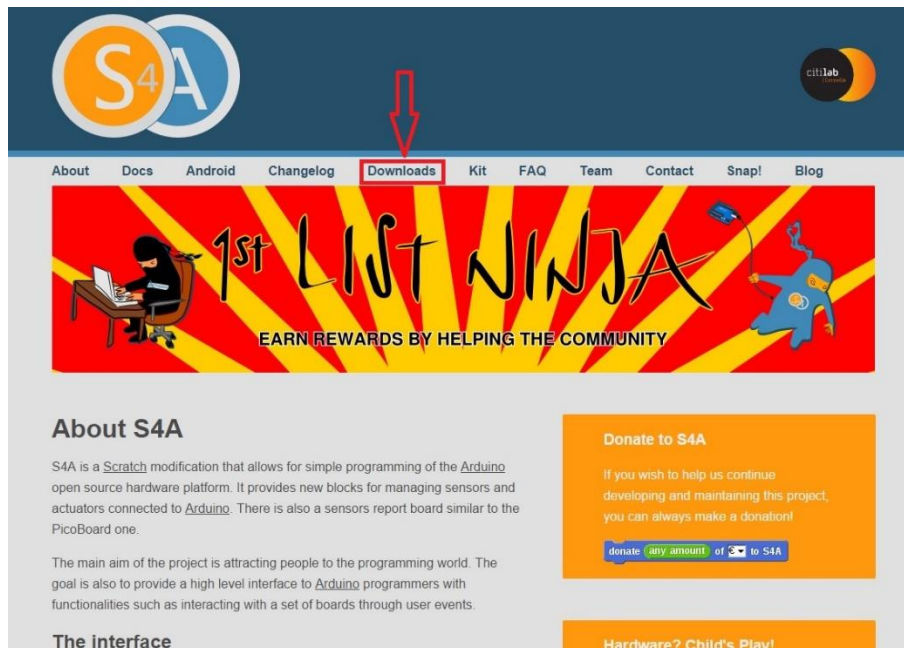 S4A
citilab
About Docs Android Changelog Downloads Kit FAQ Team Contact Snap! Blog
1st LIST NINJA
EARN REWARDS BY HELPING THE COMMUNITY
About S4A
S4A is a Scratch modification that allows for simple programming of the Arduino
open source hardware platform. It provides new blocks for managing sensors and
actuators connected to Arduino. There is also a sensors report board similar to the
PicoBoard one.
The main aim of the project is attracting people to the programming world. The
goal is also to provide a high level interface to Arduino programmers with
functionalities such as interacting with a set of boards through user events.
The interface
Donate to S4A
If you wish to help us continue
developing and maintaining this project,
you can always make a donation!
donate any amount of € to S4A
Hardware? Child's Play!